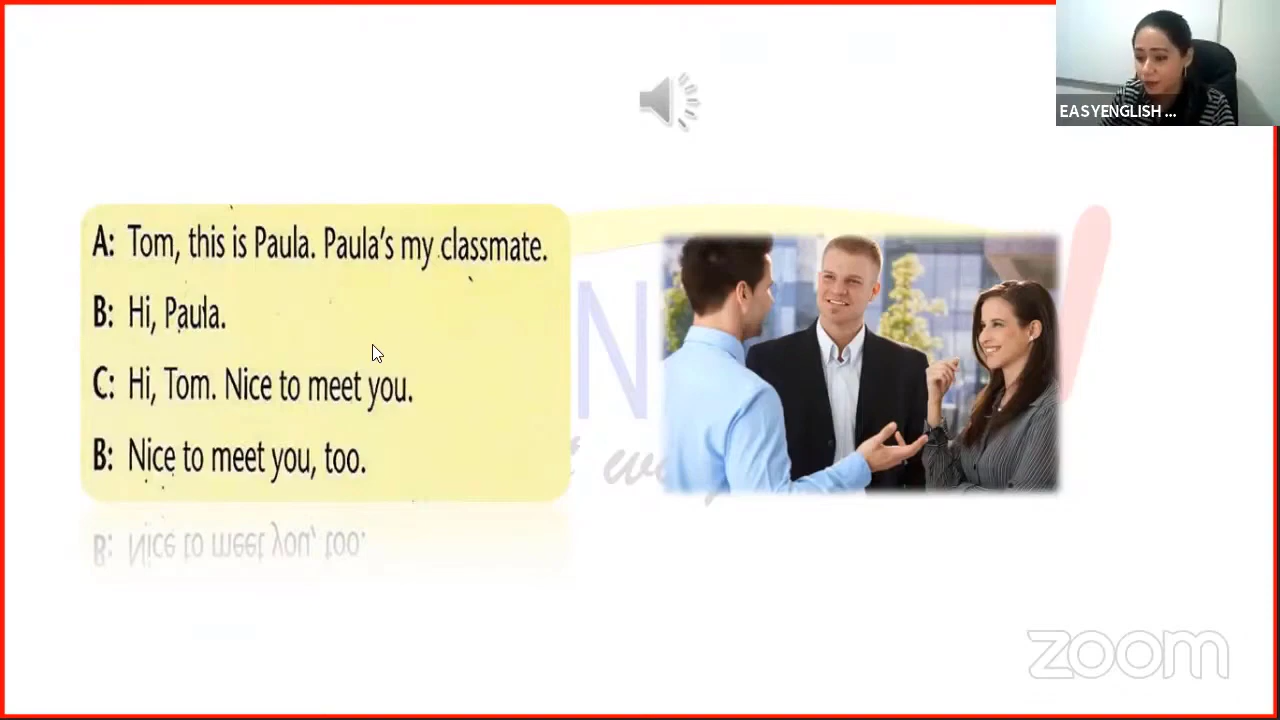 EASYENGLISH ...
A: Tom, this is Paula. Paula's my classmate.
B: Hi, Paula.
C: Hi, Tom. Nice to meet you.
B: Nice to meet you, too.
zoom